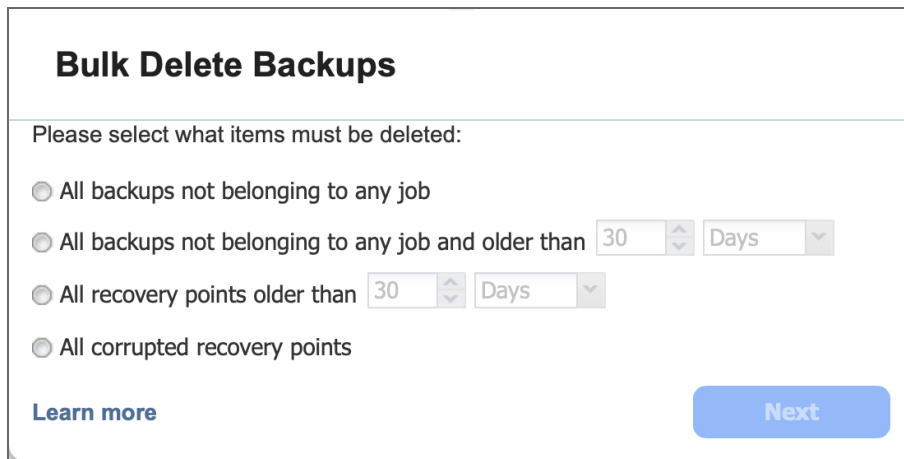 Bulk Delete Backups
Please select what items must be deleted:
All backups not belonging to any job
All backups not belonging to any job and older than 30 Days
All recovery points older than 30 Days
All corrupted recovery points
Learn more Next